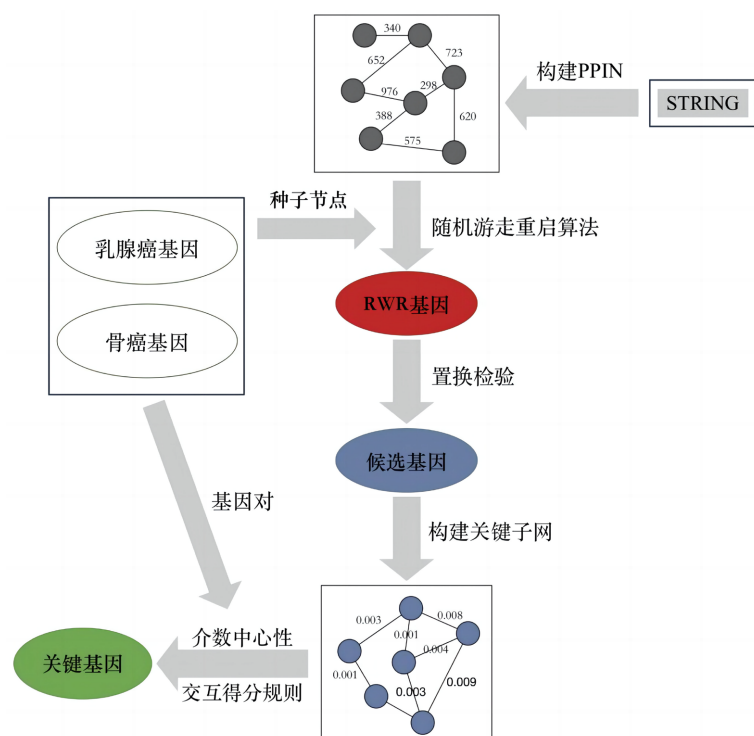 340
652
723
298
976
388
620
575
构建PPIN
STRING
种子节点
随机游走重启算法
乳腺癌基因
骨癌基因
RWR基因
置换检验
候选基因
基因对
构建关键子网
0.003
0.008
0.001
0.004
0.001
0.003
0.009
介数中心性
关键基因
交互得分规则